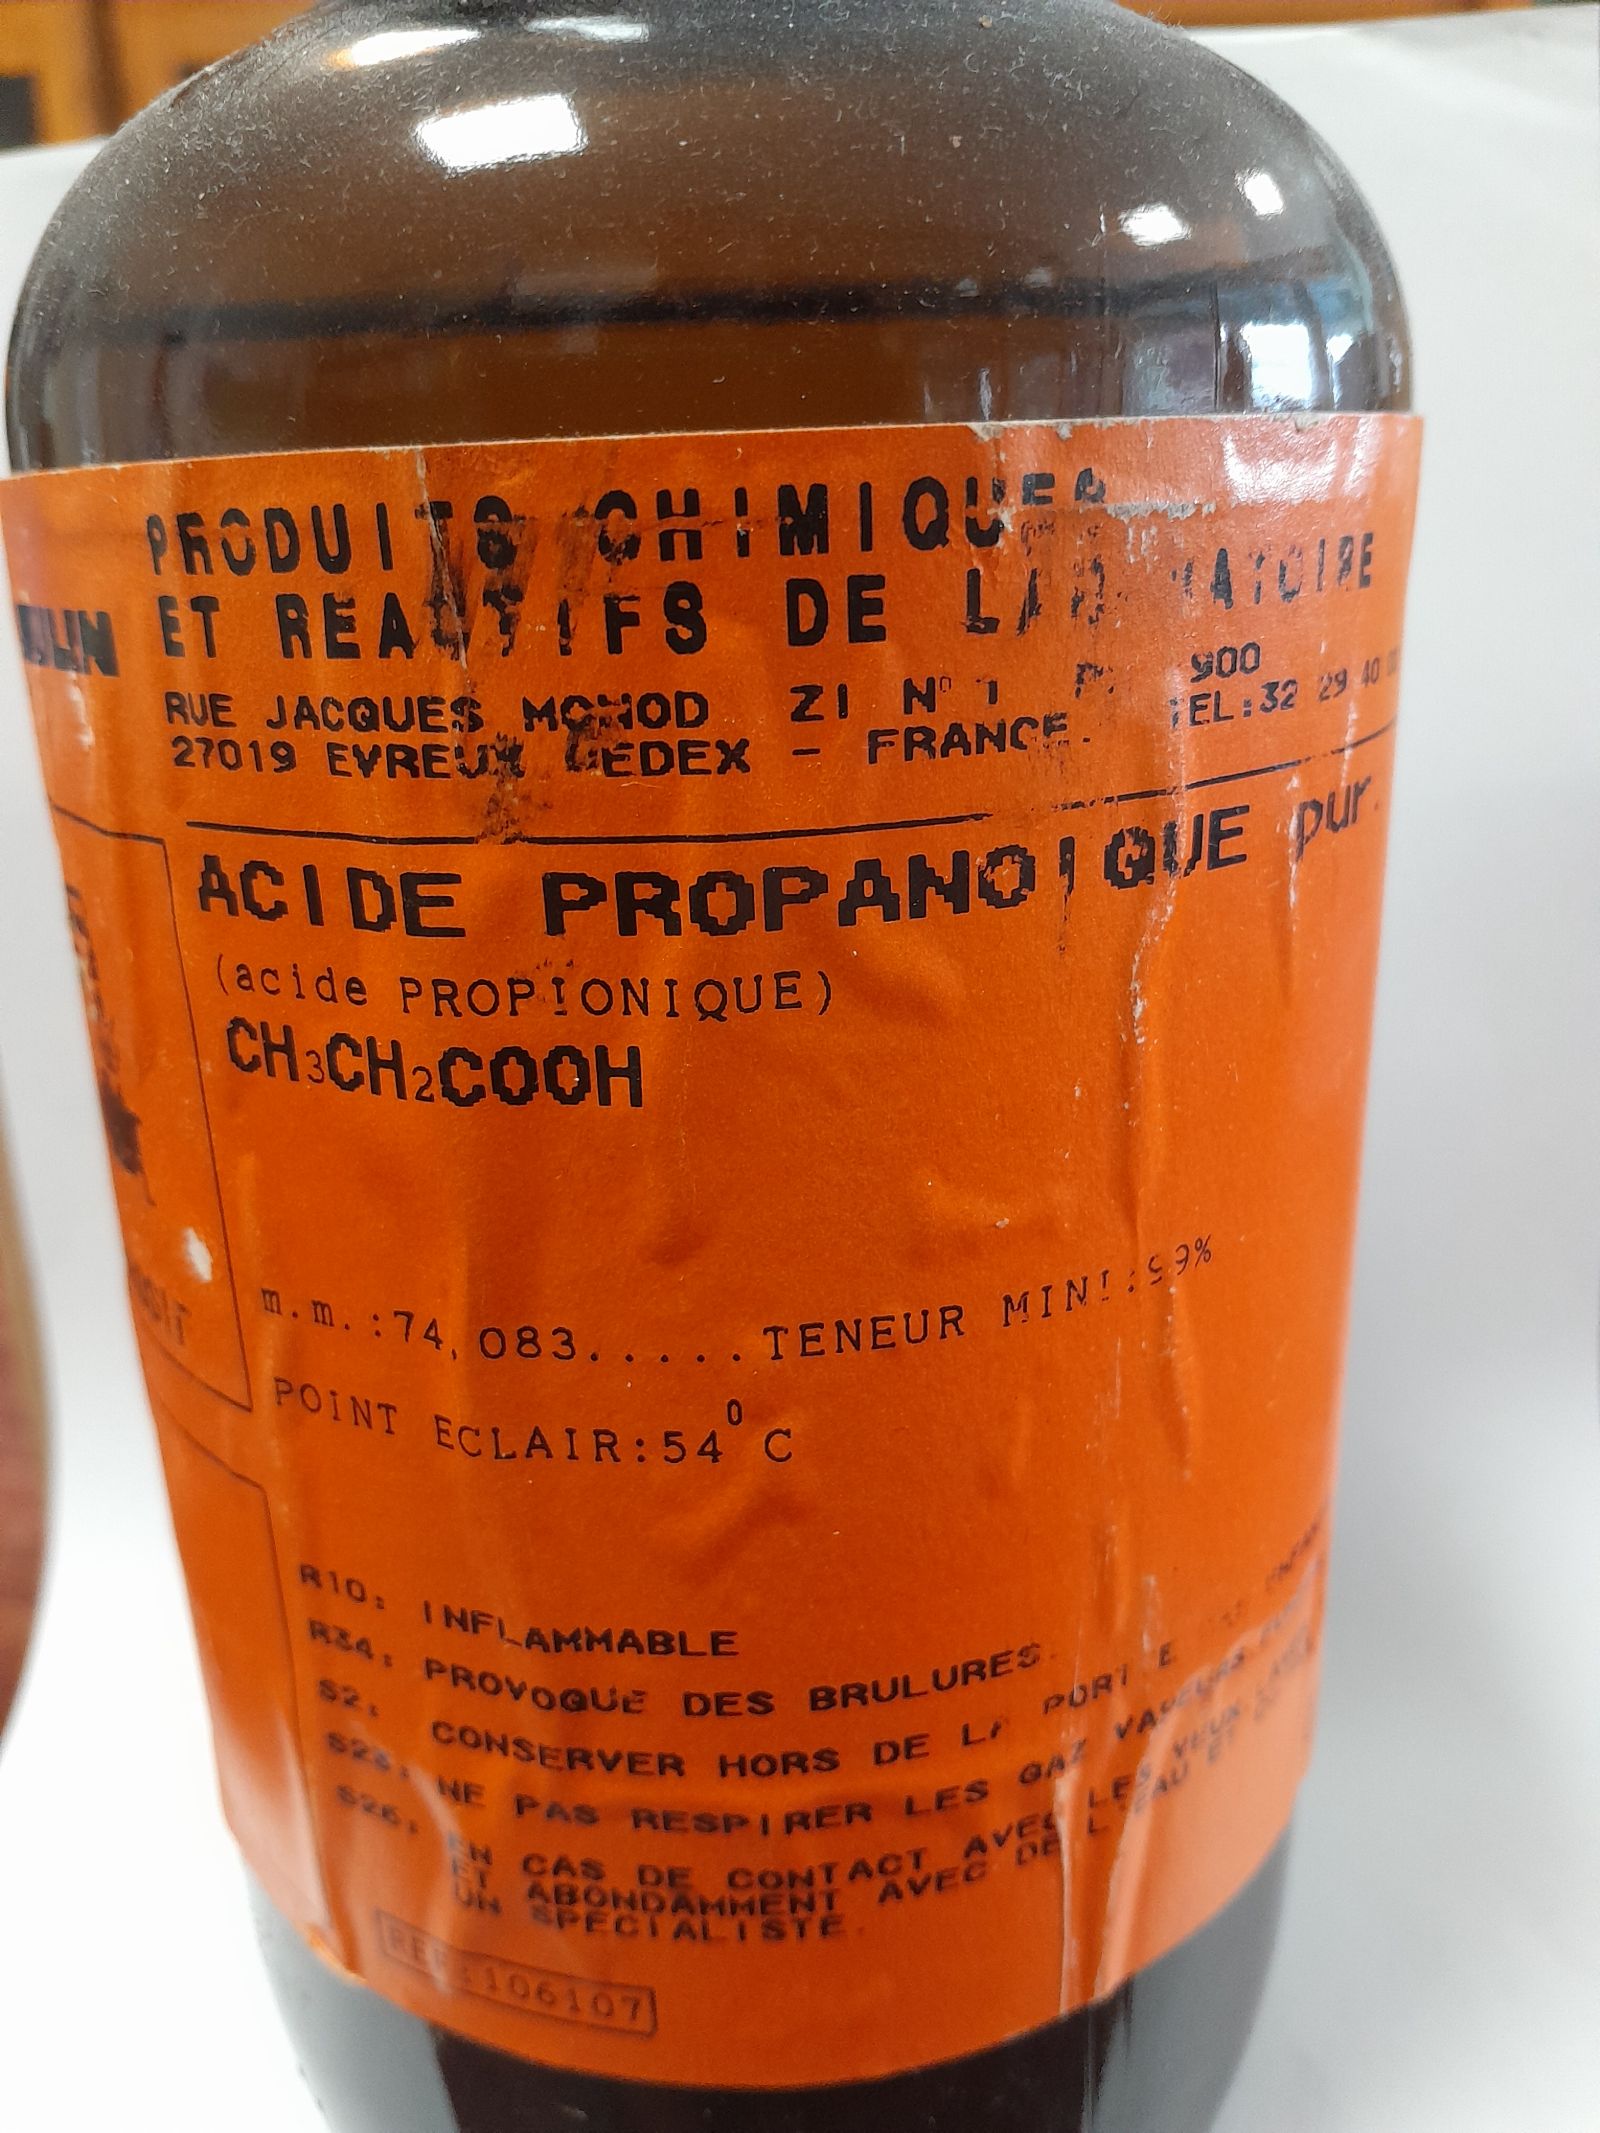 PRODUITS CHIMIQUES
ET REACTIFS DE LABORATOIRE
RUE JACQUES MONOD ZI N° 1 900
27019 EVREUX CEDEX - FRANCE. TEL:32 29 40
ACIDE PROPANOIQUE pur.
(acide PROPIONIQUE)
CH₃CH₂COOH
m.m.:74,083.....TENEUR MINI:99%
POINT ECLAIR:54°C
R10: INFLAMMABLE
R34: PROVOQUE DES BRULURES.
S2: CONSERVER HORS DE LA PORTEE
S23: NE PAS RESPIRER LES GAZ VAPEURS
S26: EN CAS DE CONTACT AVEC LES YEUX
ET ABONDAMMENT AVEC DE L'EAU ET
UN SPECIALISTE.
REF:106107